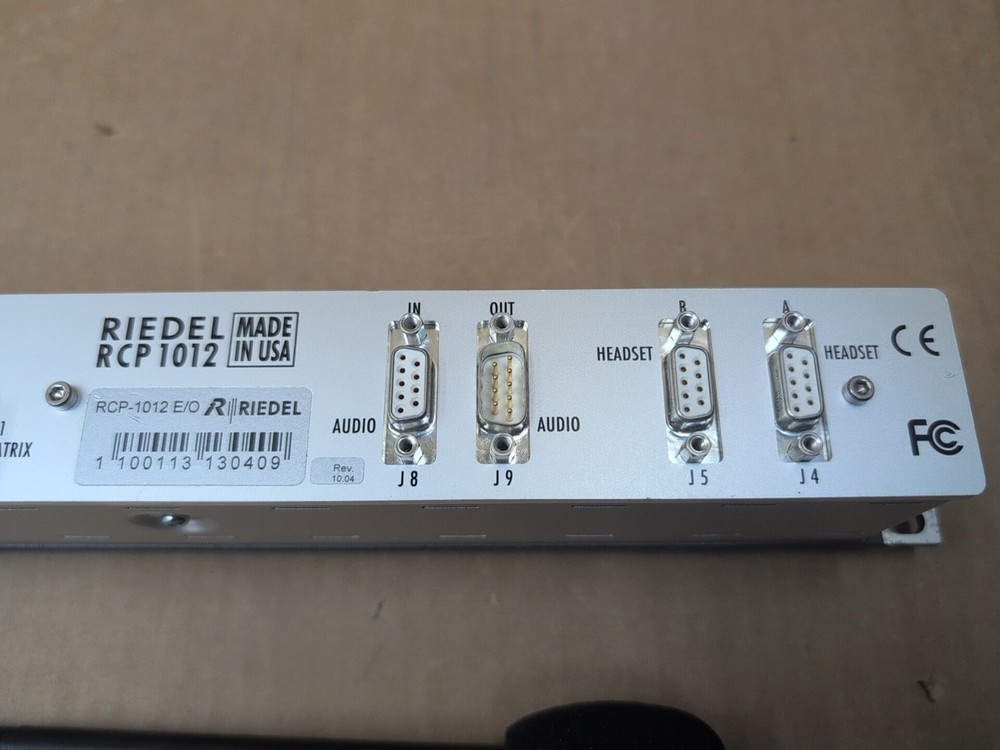 RIEDEL
RCP 1012
MADE
IN USA
RCP-1012 E/O RIEDEL
1 100113 130409
Rev.
10.04
IN
AUDIO
J8
OUT
AUDIO
J9
B
HEADSET
J5
A
HEADSET
J4
CE
FC